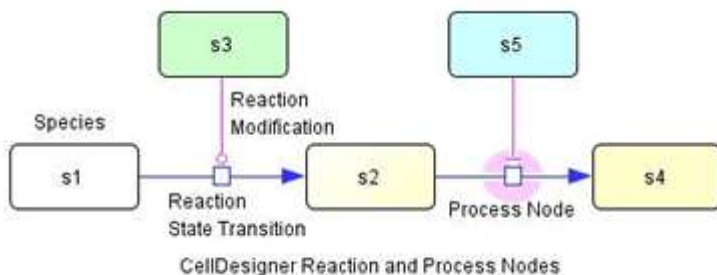 s3
s5
Reaction
Modification
Species
s1
s2
s4
Reaction
State Transition
Process Node
CellDesigner Reaction and Process Nodes